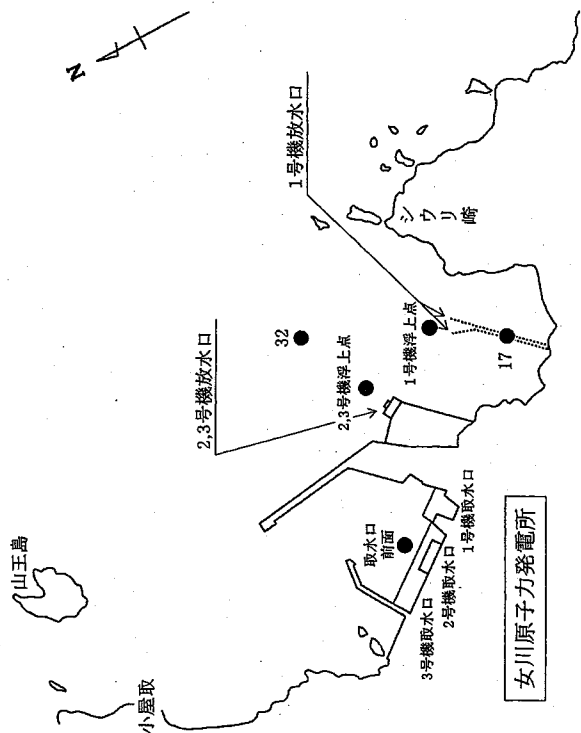 N
1号機放水口
2,3号機放水口
32
2,3号機浮上点
1号機浮上点
17
シウリ崎
山王島
小屋取
取水口
前面
1号機取水口
2号機取水口
3号機取水口
女川原子力発電所